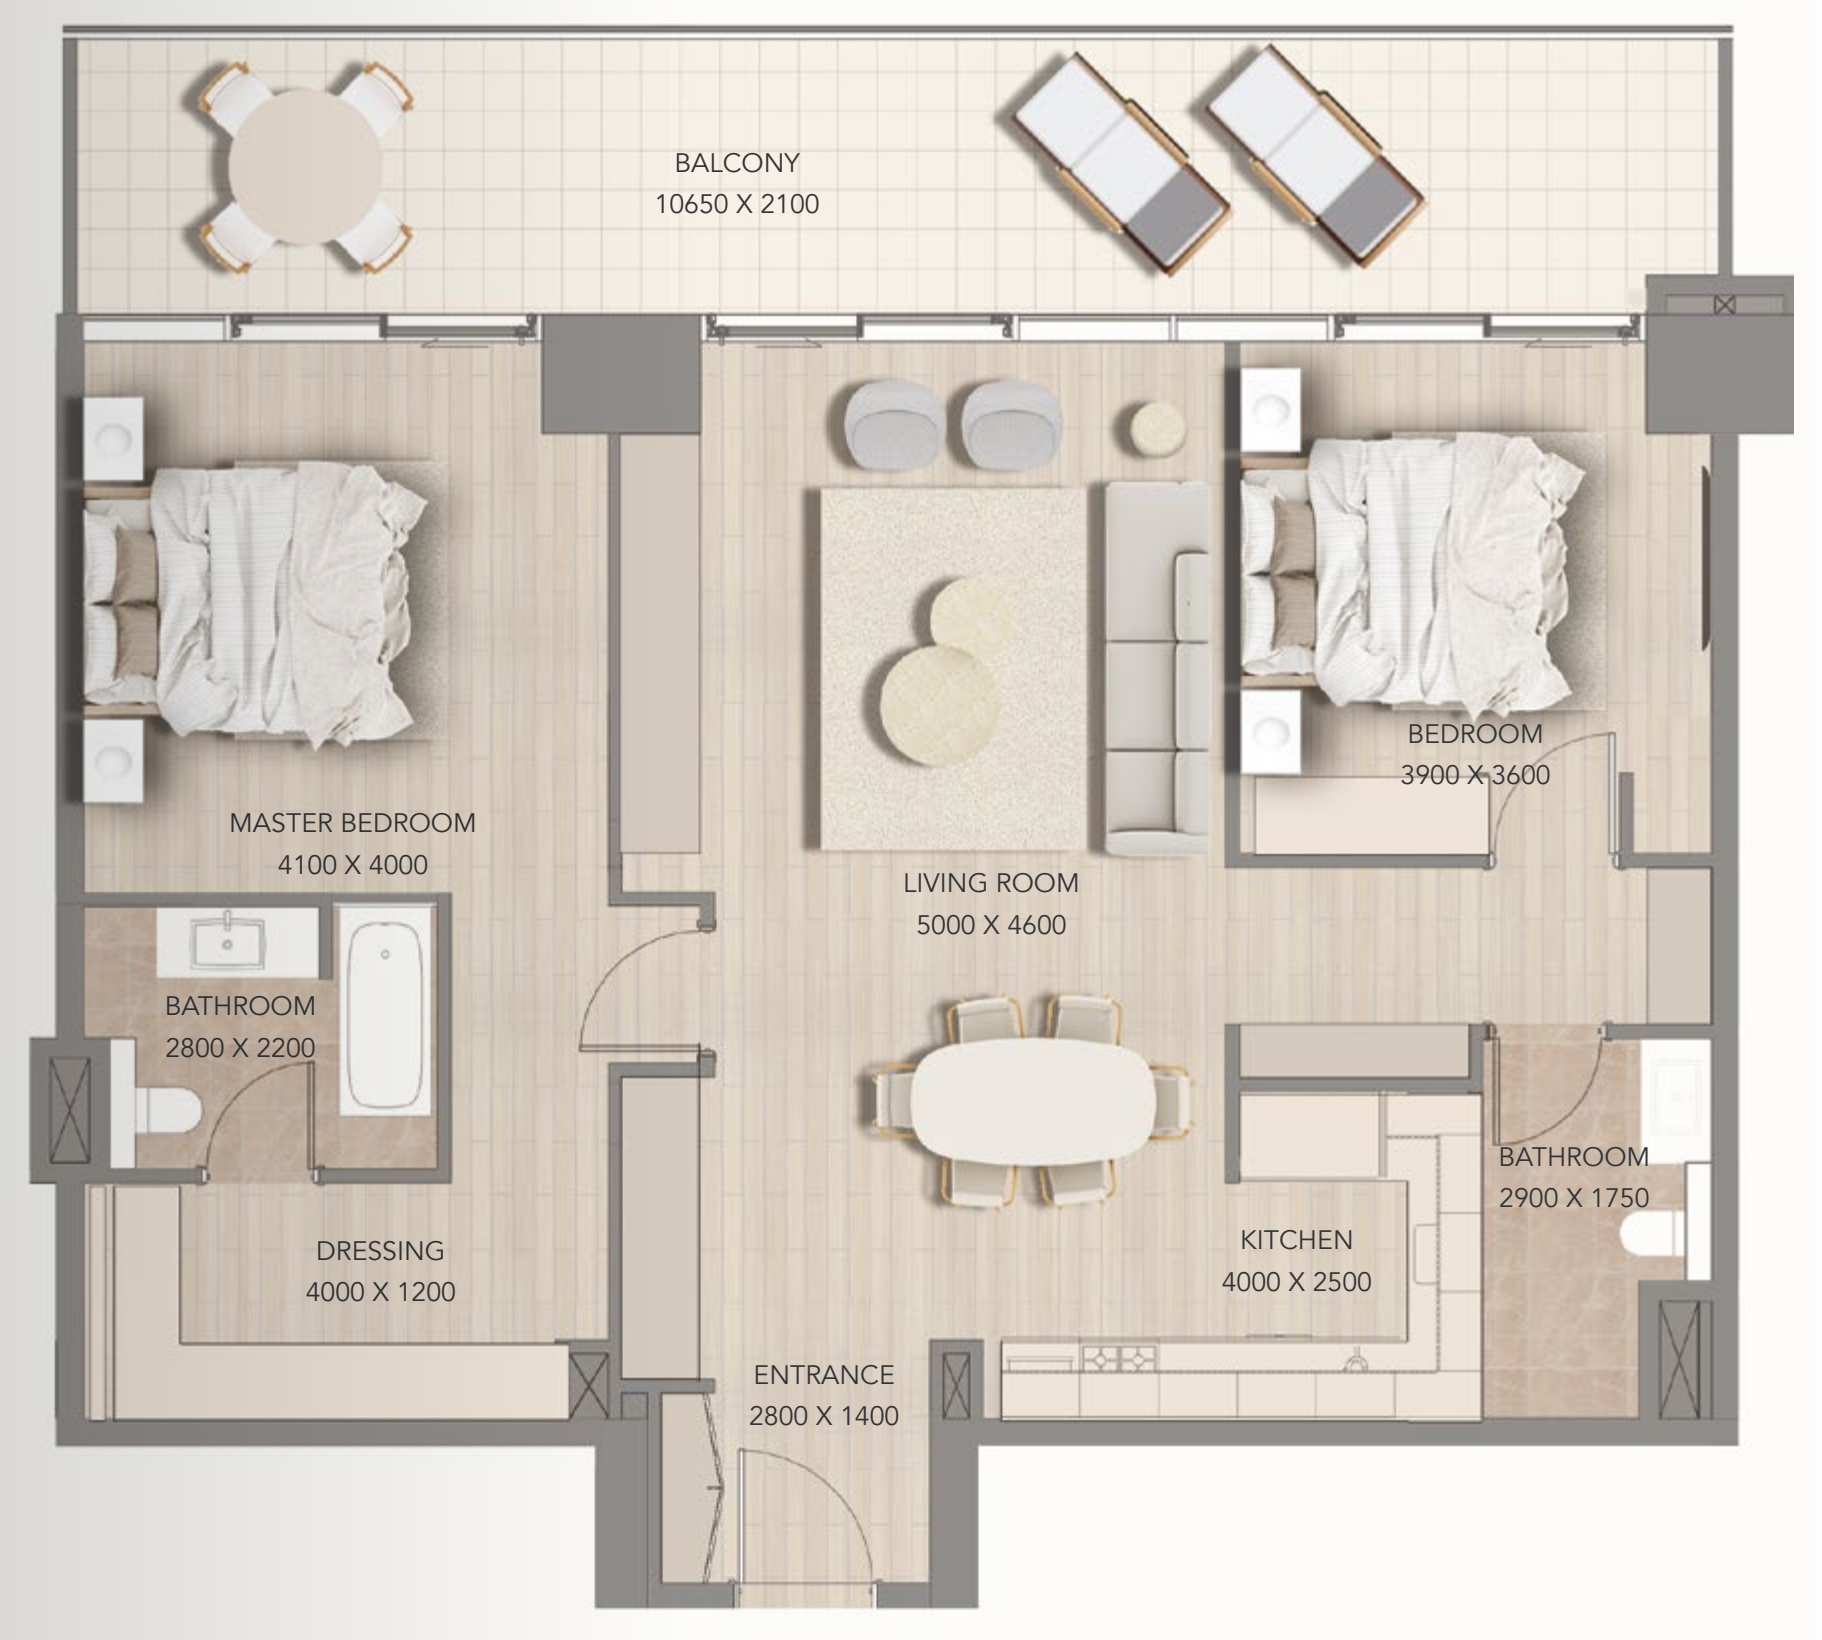 BALCONY
10650 X 2100
BEDROOM
3900 X 3600
MASTER BEDROOM
4100 X 4000
LIVING ROOM
5000 X 4600
BATHROOM
2800 X 2200
BATHROOM
2900 X 1750
KITCHEN
4000 X 2500
DRESSING
4000 X 1200
ENTRANCE
2800 X 1400